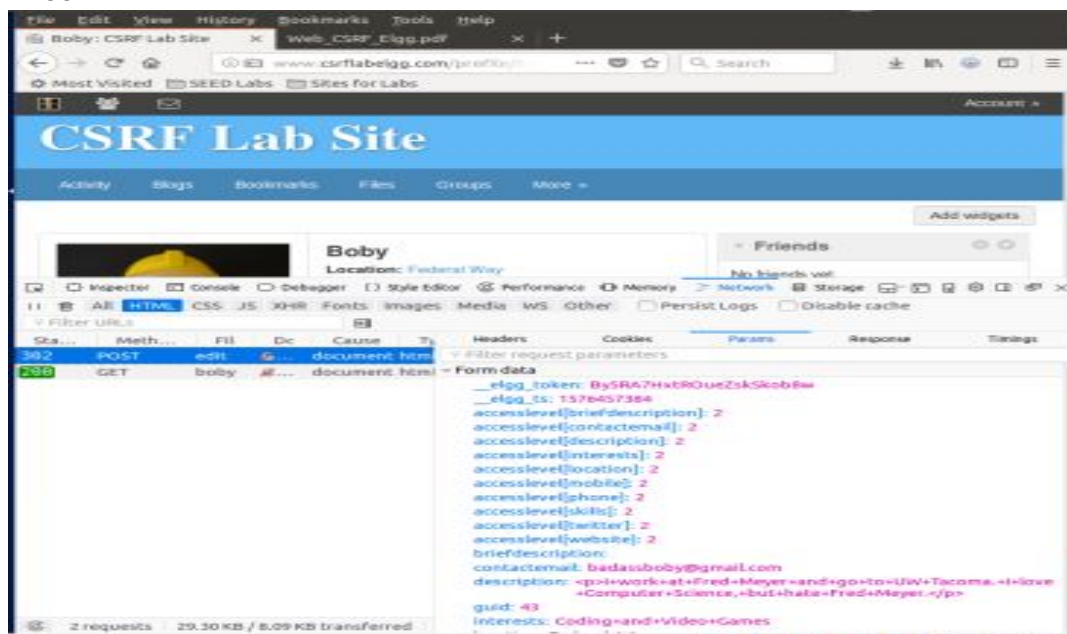 File Edit View History Bookmarks Tools Help
Boby: CSRF Lab Site × Web_CSRF_Elgg.pdf × +
www.csrflabelgg.com/profile/ Search
Most Visited SEED Labs Sites for Labs
Account
CSRF Lab Site
Activity Blogs Bookmarks Files Groups More
Add widgets
Boby
Friends
Location: Federal Way
No friends yet.
Inspector Console Debugger Style Editor Performance Memory Network Storage
All HTML CSS JS XHR Fonts Images Media WS Other Persist Logs Disable cache
Filter URLs
Sta... Meth... Fil Dc Cause Ty Headers Cookies Params Response Timings
302 POST edit document html Filter request parameters
200 GET boby document html Form data
__elgg_token:
__elgg_ts: 1576457384
accesslevel[briefdescription]: 2
accesslevel[contactemail]: 2
accesslevel[description]: 2
accesslevel[interests]: 2
accesslevel[location]: 2
accesslevel[mobile]: 2
accesslevel[phone]: 2
accesslevel[skills]: 2
accesslevel[twitter]: 2
accesslevel[website]: 2
briefdescription:
contactemail: badassboby@gmail.com
description: <p>I+work+at+Fred+Meyer+and+go+to+UW+Tacoma.+I+love
+Computer+Science,+but+hate+Fred+Meyer.</p>
guid: 43
interests: Coding+and+Video+Games
2 requests 29.30 KB / 8.09 KB transferred